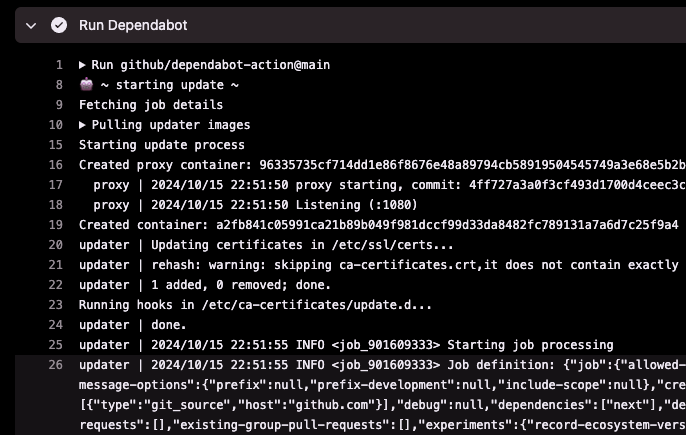 Run Dependabot
1 ▶ Run github/dependabot-action@main
8 🤖 ~ starting update ~
9 Fetching job details
10 ▶ Pulling updater images
15 Starting update process
16 Created proxy container: 96335735cf714dd1e86f8676e48a89794cb58919504545749a3e68e5b2b
17 proxy | 2024/10/15 22:51:50 proxy starting, commit: 4ff727a3a0f3cf493d1700d4ceec3c
18 proxy | 2024/10/15 22:51:50 Listening (:1080)
19 Created container: a2fb841c05991ca21b89b049f981dccf99d33da8482fc789131a7a6d7c25f9a4
20 updater | Updating certificates in /etc/ssl/certs...
21 updater | rehash: warning: skipping ca-certificates.crt,it does not contain exactly
22 updater | 1 added, 0 removed; done.
23 Running hooks in /etc/ca-certificates/update.d...
24 updater | done.
25 updater | 2024/10/15 22:51:55 INFO <job_901609333> Starting job processing
26 updater | 2024/10/15 22:51:55 INFO <job_901609333> Job definition: {"job":{"allowed-
message-options":{"prefix":null,"prefix-development":null,"include-scope":null},"cre
[{"type":"git_source","host":"github.com"}],"debug":null,"dependencies":["next"],"de
requests":[],"existing-group-pull-requests":[],"experiments":{"record-ecosystem-vers